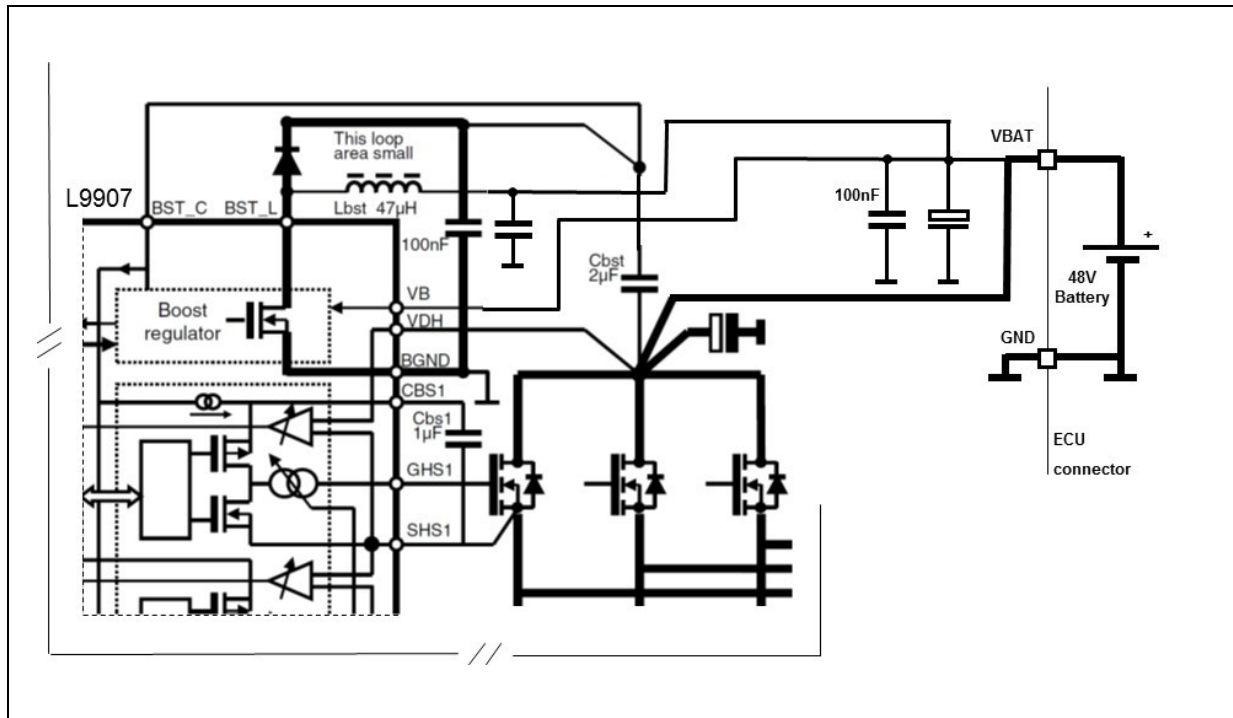 This loop
area small
L9907
BST_C
BST_L
Lbst 47µH
100nF
VB
VDH
BGND
CBS1
Cbs1
1µF
GHS1
SHS1
Boost
regulator
Cbst
2µF
VBAT
100nF
+
48V
Battery
GND
ECU
connector